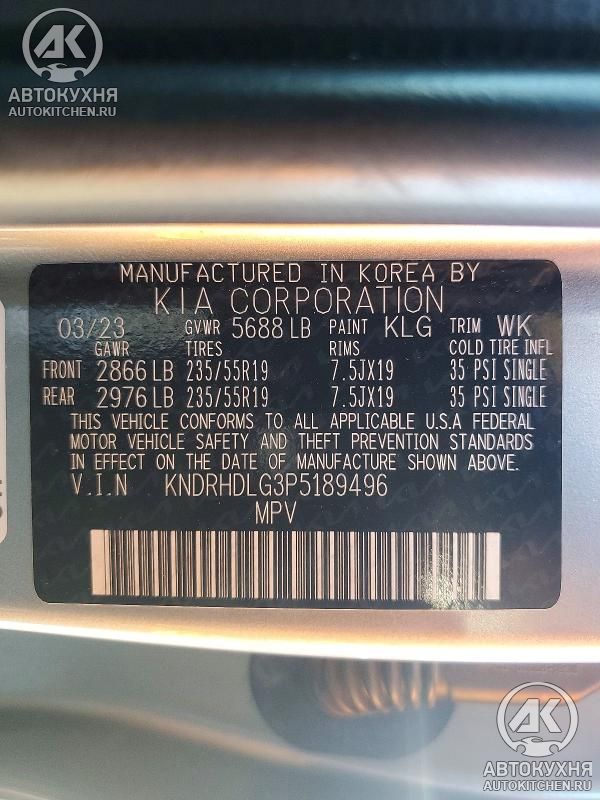 AK
АВТОКУХНЯ
AUTOKITCHEN.RU
MANUFACTURED IN KOREA BY
KIA CORPORATION
03/23 GVWR 5688 LB PAINT KLG TRIM WK
GAWR TIRES RIMS COLD TIRE INFL
FRONT 2866 LB 235/55R19 7.5JX19 35 PSI SINGLE
REAR 2976 LB 235/55R19 7.5JX19 35 PSI SINGLE
THIS VEHICLE CONFORMS TO ALL APPLICABLE U.S.A FEDERAL
MOTOR VEHICLE SAFETY AND THEFT PREVENTION STANDARDS
IN EFFECT ON THE DATE OF MANUFACTURE SHOWN ABOVE.
V.I.N KNDRHDLG3P5189496
MPV
AK
АВТОКУХНЯ
AUTOKITCHEN.RU